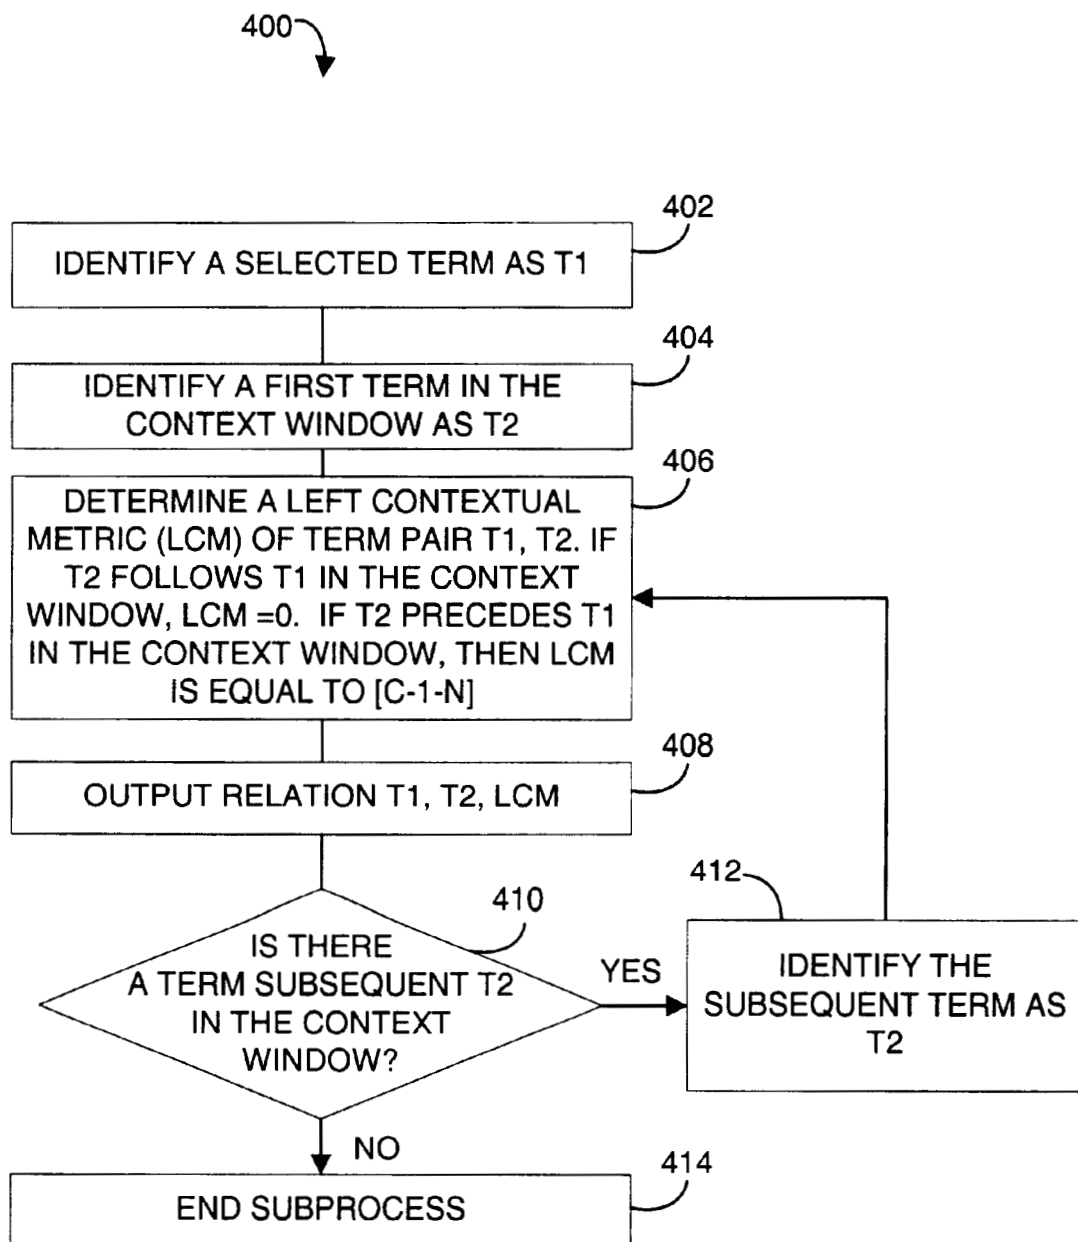 400
402
IDENTIFY A SELECTED TERM AS T1
404
IDENTIFY A FIRST TERM IN THE
CONTEXT WINDOW AS T2
406
DETERMINE A LEFT CONTEXTUAL
METRIC (LCM) OF TERM PAIR T1, T2. IF
T2 FOLLOWS T1 IN THE CONTEXT
WINDOW, LCM =0. IF T2 PRECEDES T1
IN THE CONTEXT WINDOW, THEN LCM
IS EQUAL TO [C-1-N]
408
OUTPUT RELATION T1, T2, LCM
410
IS THERE
A TERM SUBSEQUENT T2
IN THE CONTEXT
WINDOW?
YES
412
IDENTIFY THE
SUBSEQUENT TERM AS
T2
NO
414
END SUBPROCESS